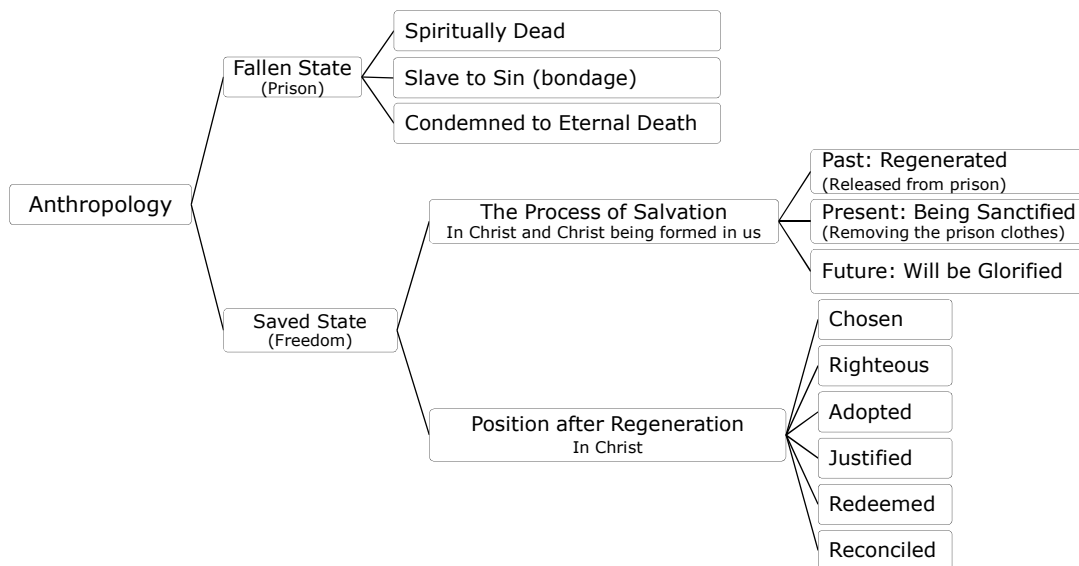 Anthropology
Fallen State
(Prison)
Spiritually Dead
Slave to Sin (bondage)
Condemned to Eternal Death
Saved State
(Freedom)
The Process of Salvation
In Christ and Christ being formed in us
Past: Regenerated
(Released from prison)
Present: Being Sanctified
(Removing the prison clothes)
Future: Will be Glorified
Position after Regeneration
In Christ
Chosen
Righteous
Adopted
Justified
Redeemed
Reconciled